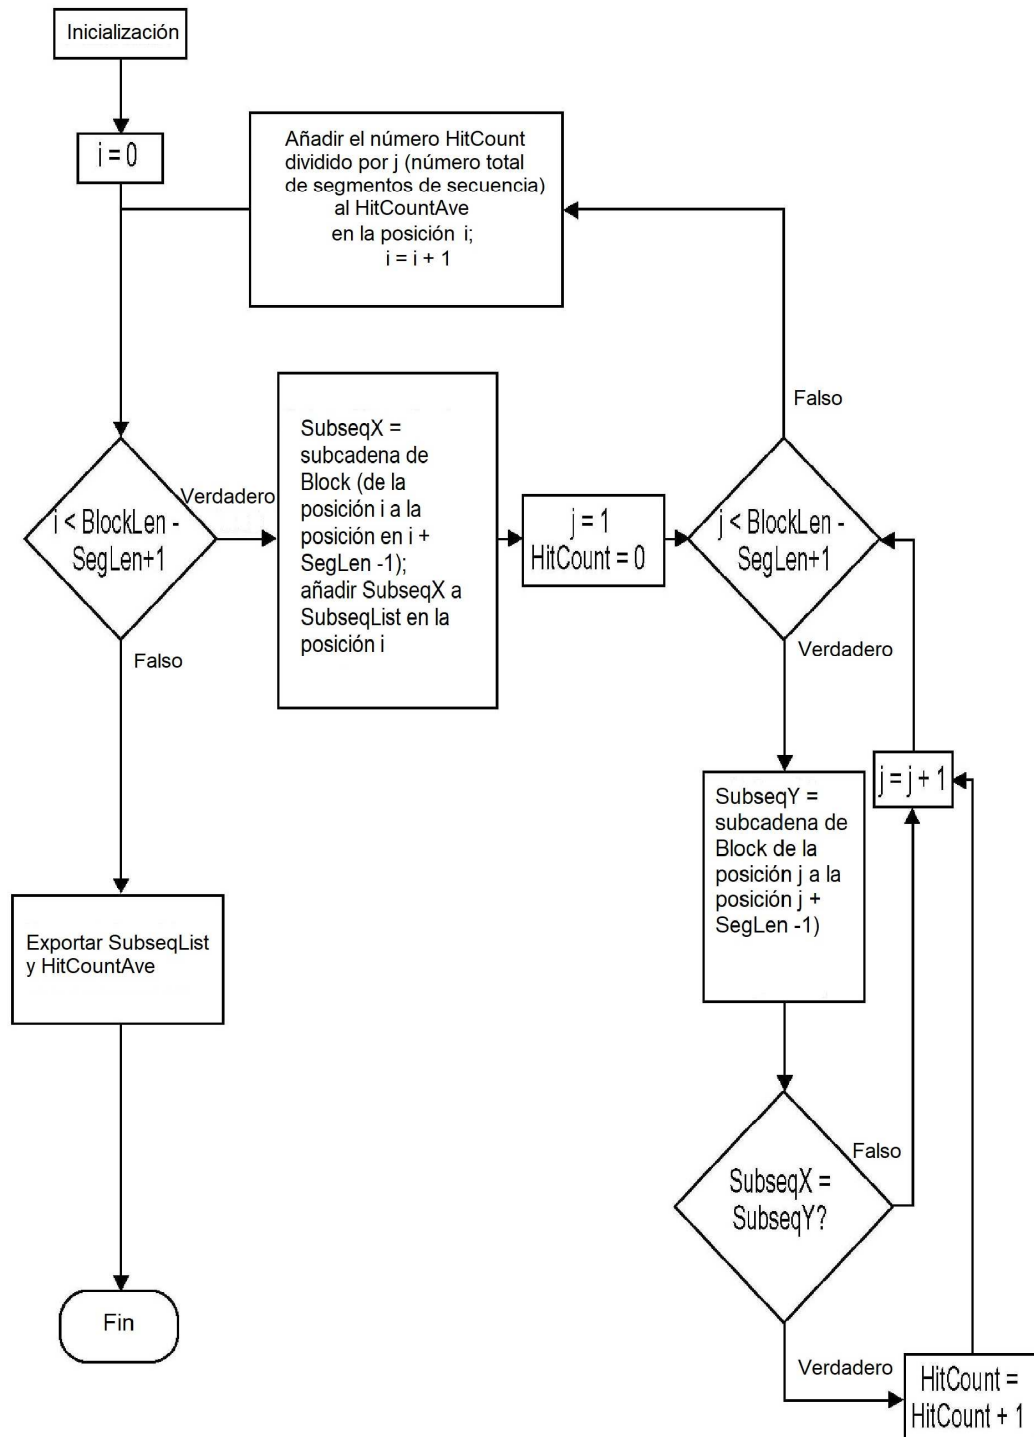 Inicialización
i = 0
Añadir el número HitCount
dividido por j (número total
de segmentos de secuencia)
al HitCountAve
en la posición i;
i = i + 1
Falso
SubseqX =
subcadena de
Block (de la
posición i a la
posición en i +
SegLen -1);
añadir SubseqX a
SubseqList en la
posición i
Verdadero
i < BlockLen -
SegLen+1
j = 1
HitCount = 0
j < BlockLen -
SegLen+1
Falso
Verdadero
j = j + 1
SubseqY =
subcadena de
Block de la
posición j a la
posición j +
SegLen -1)
Exportar SubseqList
y HitCountAve
Falso
SubseqX =
SubseqY?
Fin
Verdadero
HitCount =
HitCount + 1